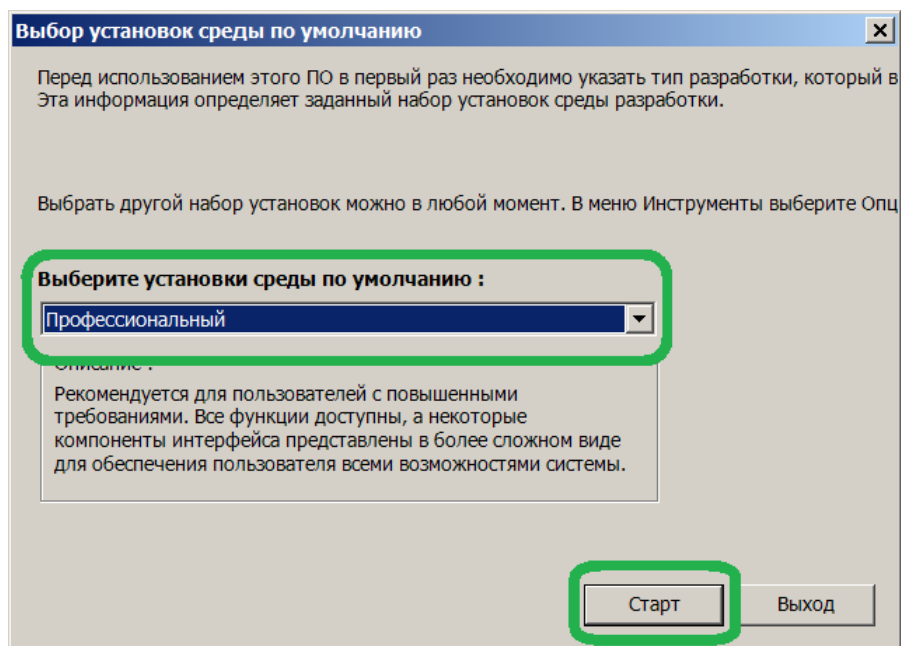 Выбор установок среды по умолчанию
Перед использованием этого ПО в первый раз необходимо указать тип разработки, который в
Эта информация определяет заданный набор установок среды разработки.
Выбрать другой набор установок можно в любой момент. В меню Инструменты выберите Опц
Выберите установки среды по умолчанию :
Профессиональный
Описание :
Рекомендуется для пользователей с повышенными
требованиями. Все функции доступны, а некоторые
компоненты интерфейса представлены в более сложном виде
для обеспечения пользователя всеми возможностями системы.
Старт
Выход